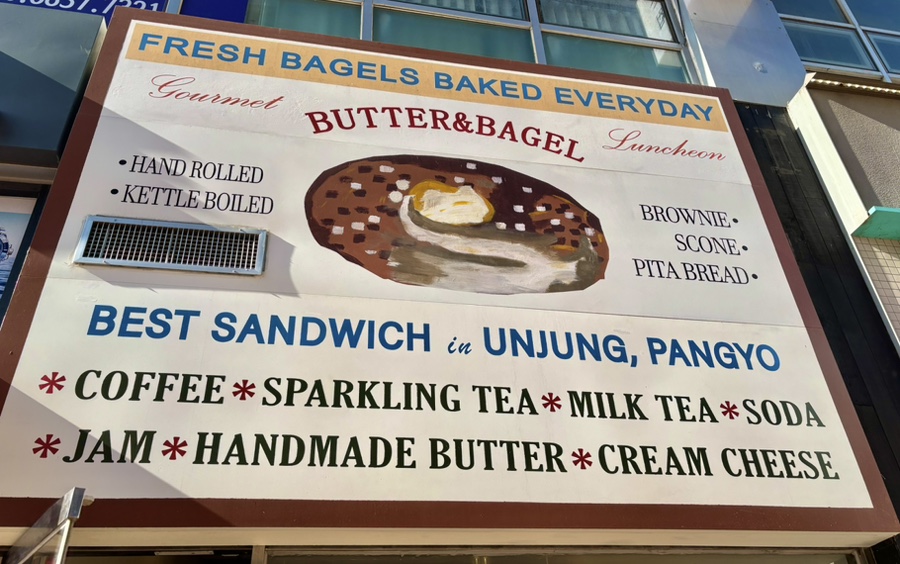 FRESH BAGELS BAKED EVERYDAY
Gourmet
BUTTER&BAGEL
Luncheon
• HAND ROLLED
• KETTLE BOILED
BROWNIE •
SCONE •
PITA BREAD •
BEST SANDWICH in UNJUNG, PANGYO
* COFFEE * SPARKLING TEA * MILK TEA * SODA
* JAM * HANDMADE BUTTER * CREAM CHEESE